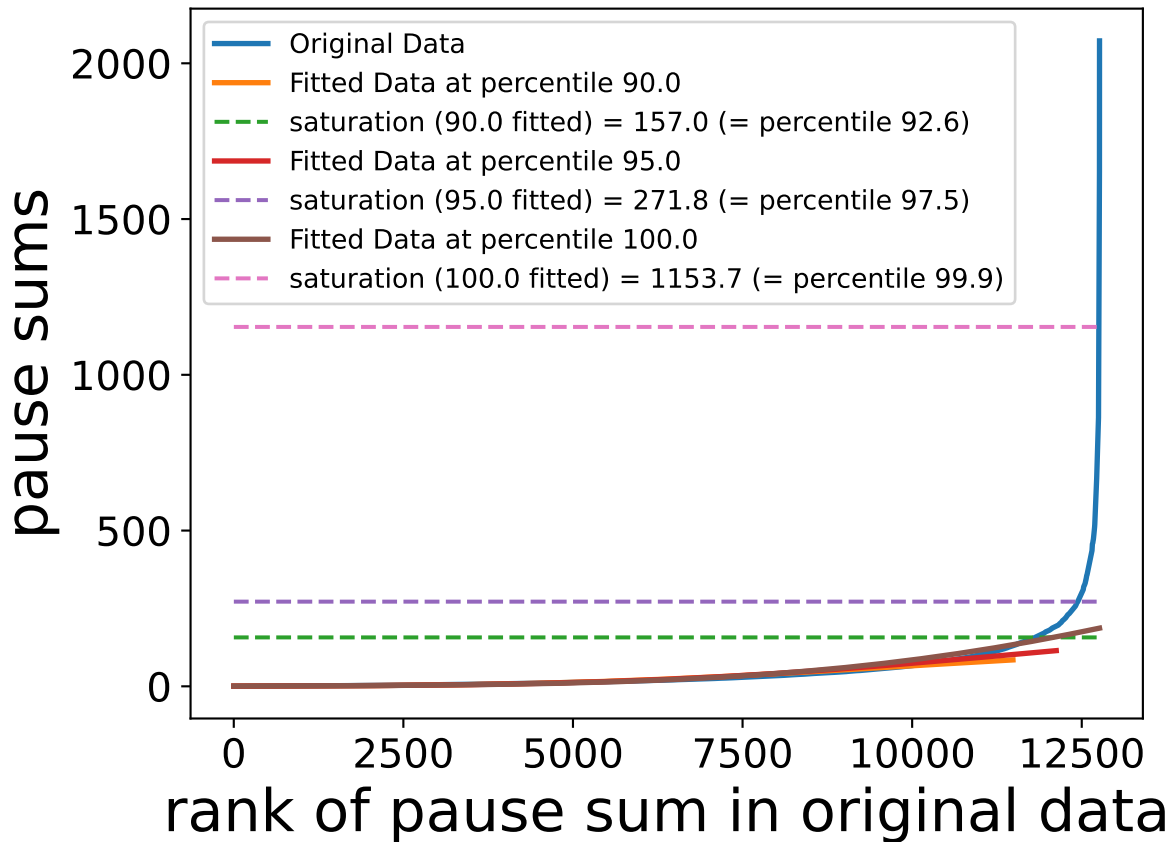 2000
1500
1000
500
0
pause sums
Original Data
Fitted Data at percentile 90.0
saturation (90.0 fitted) = 157.0 (= percentile 92.6)
Fitted Data at percentile 95.0
saturation (95.0 fitted) = 271.8 (= percentile 97.5)
Fitted Data at percentile 100.0
saturation (100.0 fitted) = 1153.7 (= percentile 99.9)
0 2500 5000 7500 10000 12500
rank of pause sum in original data